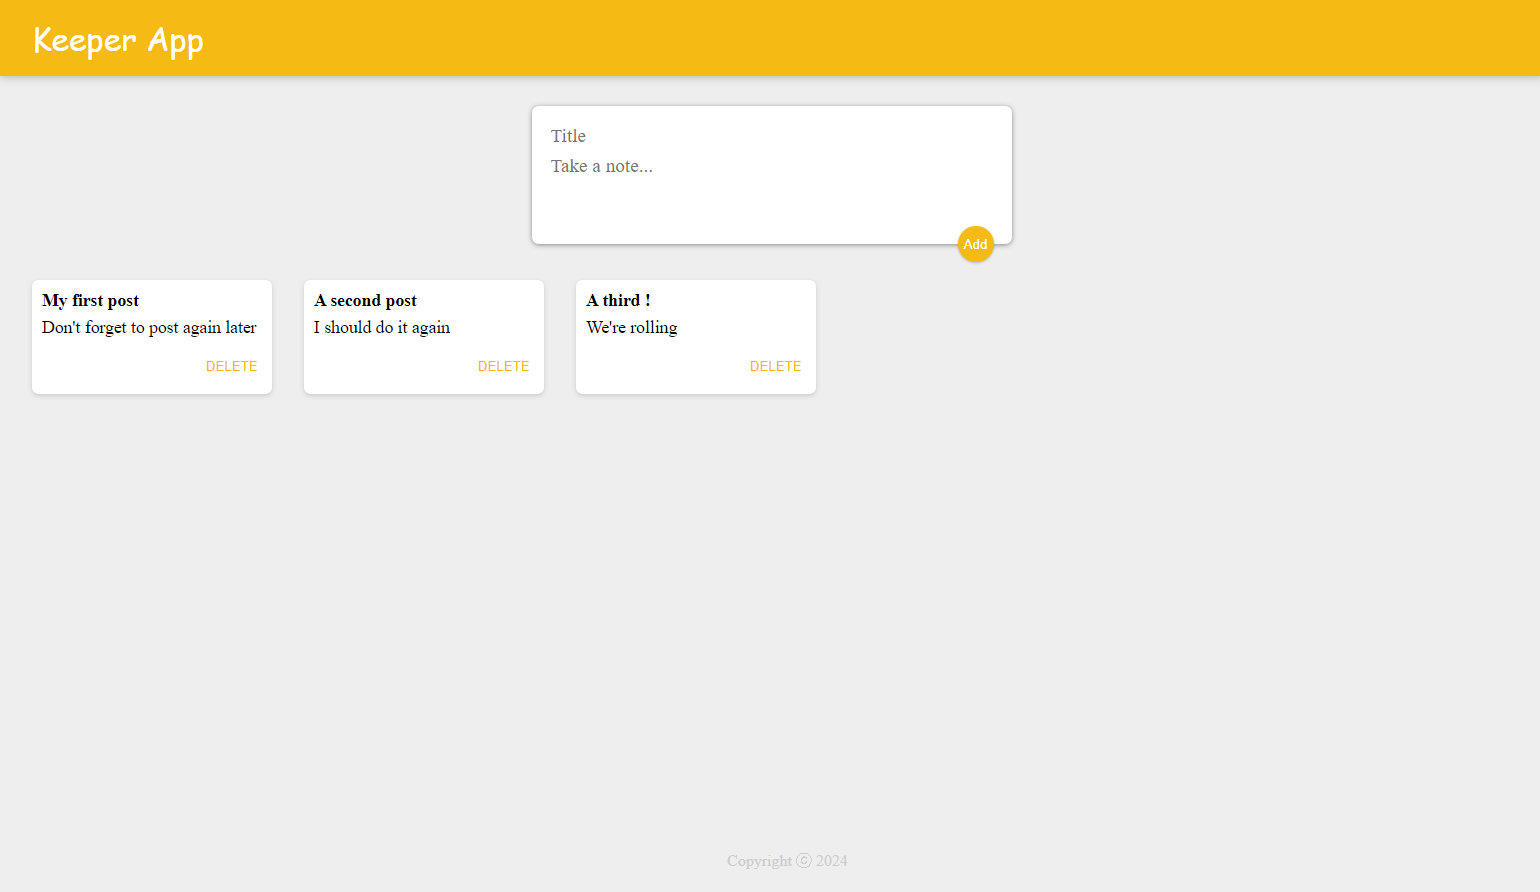 Keeper App
Title
Take a note...
Add
My first post
Don't forget to post again later
DELETE
A second post
I should do it again
DELETE
A third !
We're rolling
DELETE
Copyright ⓒ 2024